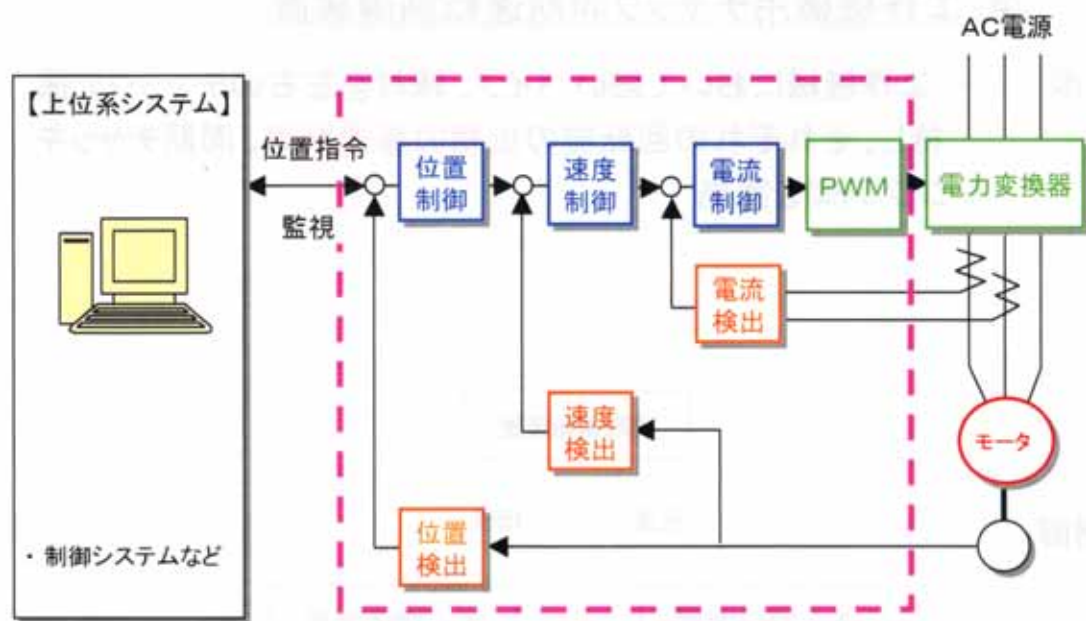 AC電源
【上位系システム】
位置指令
監視
位置
制御
速度
制御
電流
制御
PWM
電力変換器
電流
検出
速度
検出
モータ
位置
検出
・制御システムなど